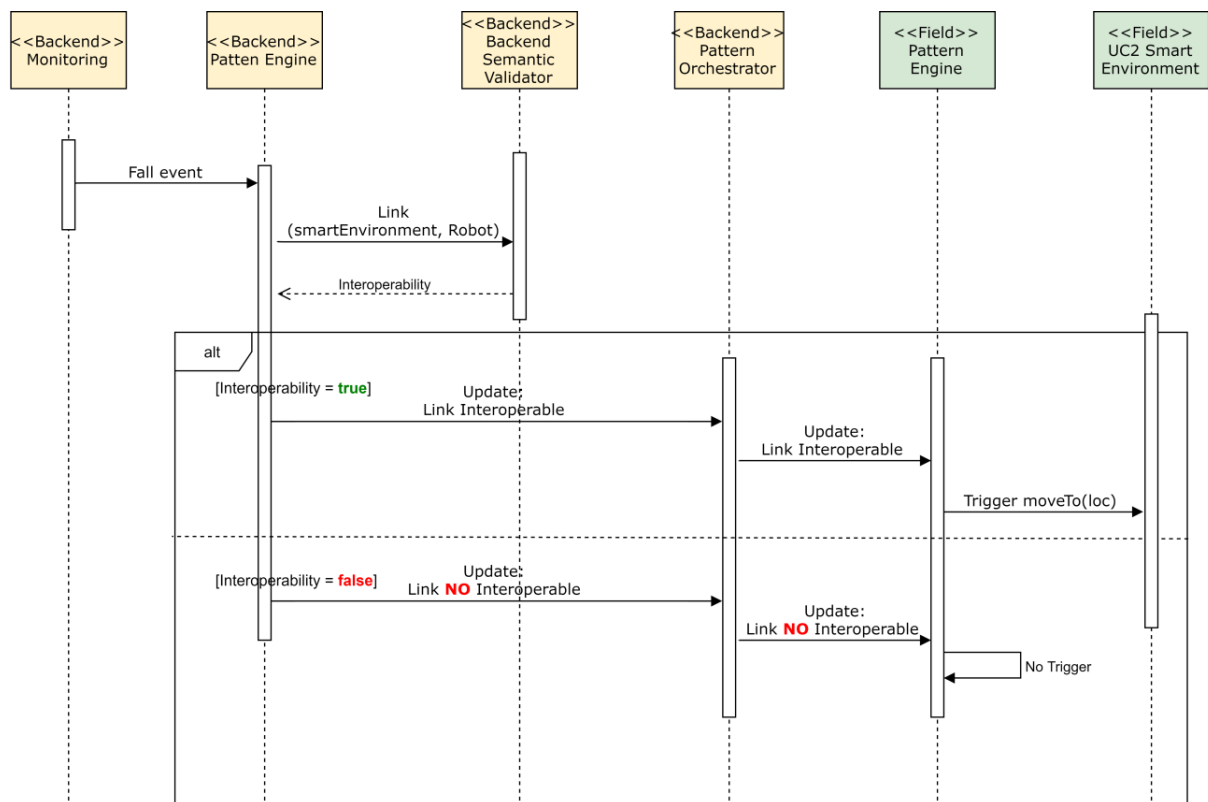 <<Backend>>
Monitoring
<<Backend>>
Patten Engine
<<Backend>>
Backend
Semantic
Validator
<<Backend>>
Pattern
Orchestrator
<<Field>>
Pattern
Engine
<<Field>>
UC2 Smart
Environment
Fall event
Link
(smartEnvironment, Robot)
Interoperability
alt
[Interoperability = true]
Update:
Link Interoperable
Update:
Link Interoperable
Trigger moveTo(loc)
[Interoperability = false]
Update:
Link NO Interoperable
Update:
Link NO Interoperable
No Trigger